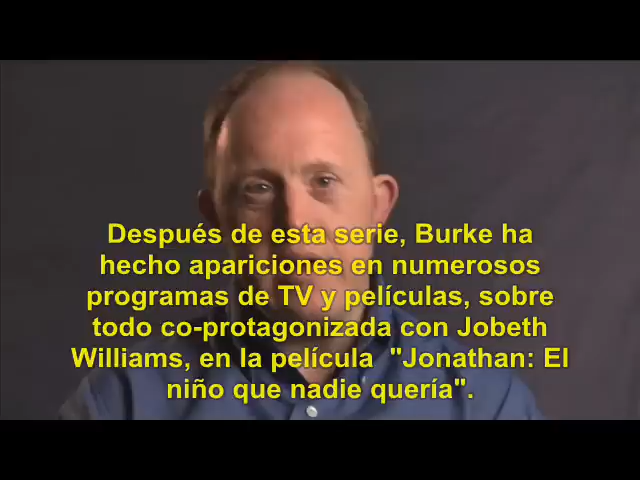 Después de esta serie, Burke ha
hecho apariciones en numerosos
programas de TV y películas, sobre
todo co-protagonizada con Jobeth
Williams, en la película  "Jonathan: El
niño que nadie quería".